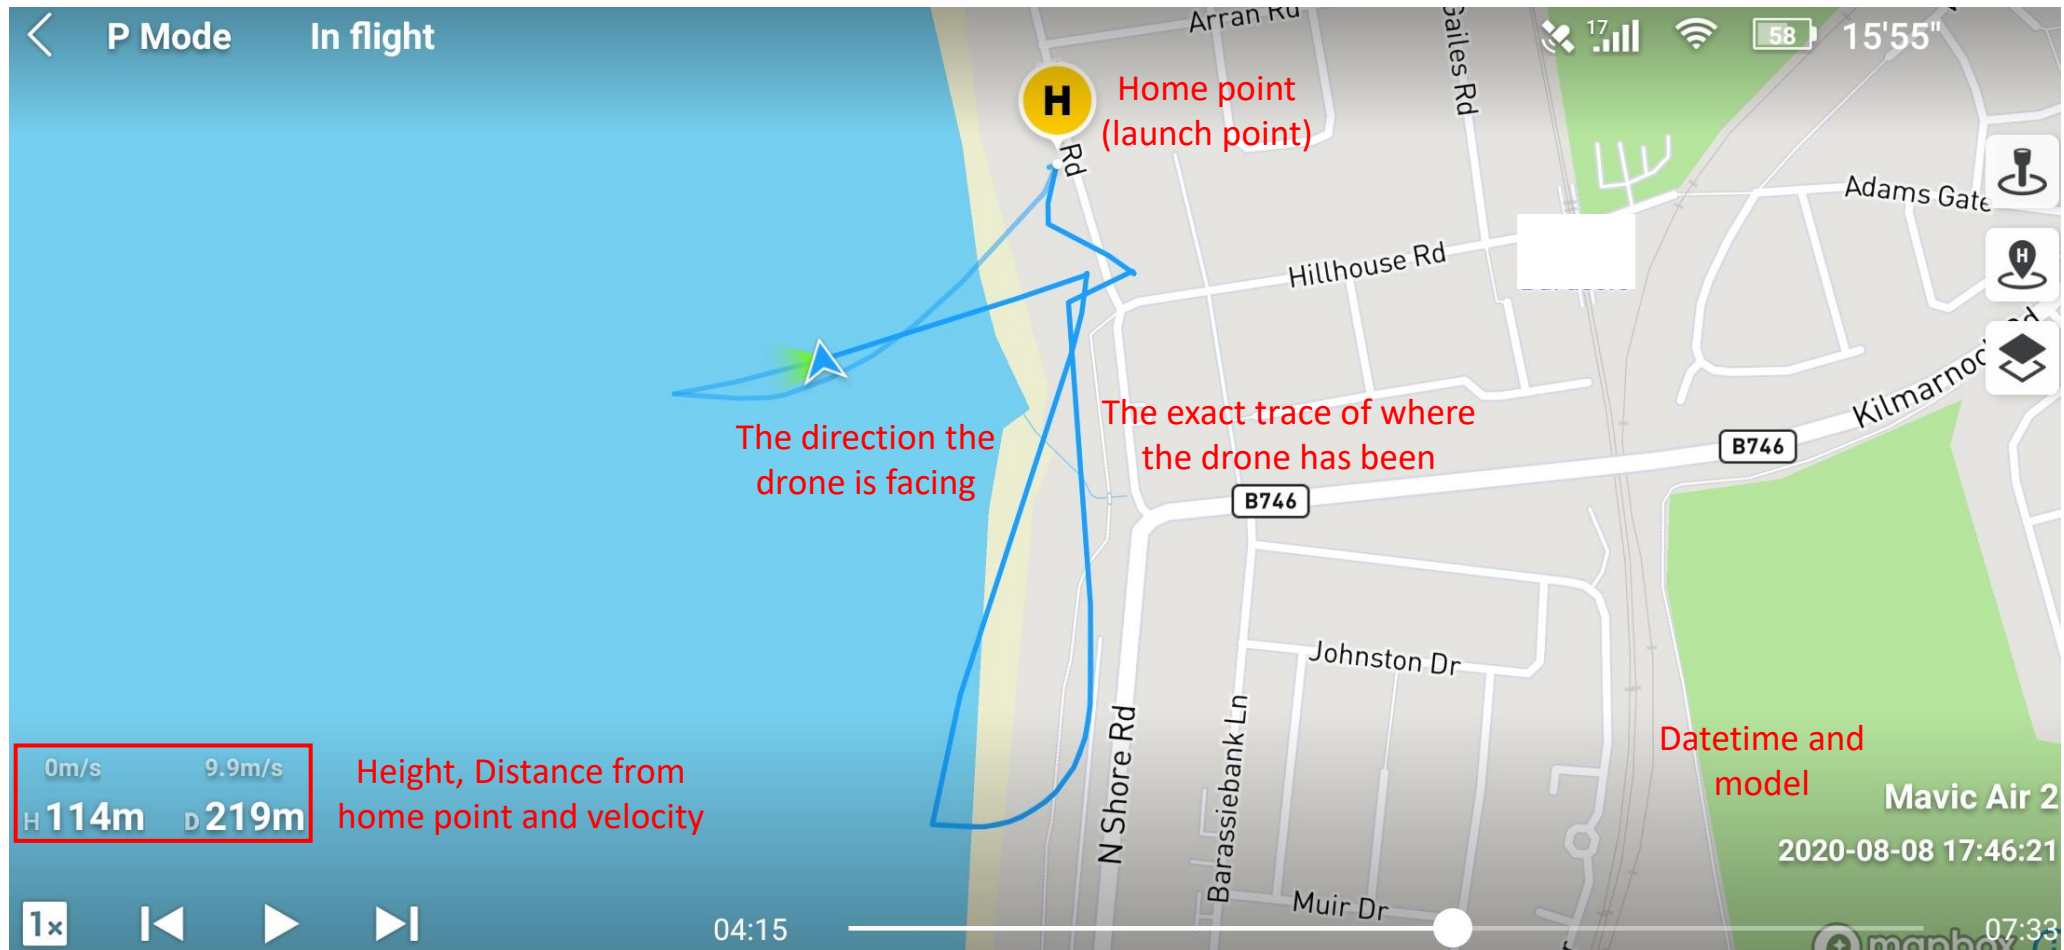 P Mode
In flight
17
58
15'55"
Arran Rd
Gailes Rd
H
Home point
(launch point)
Rd
Adams Gate
H
Hillhouse Rd
The direction the
drone is facing
The exact trace of where
the drone has been
B746
B746
Johnston Dr
N Shore Rd
Barassiebank Ln
Muir Dr
0m/s
9.9m/s
H 114m
D 219m
Height, Distance from
home point and velocity
Datetime and
model
Mavic Air 2
2020-08-08 17:46:21
1×
04:15
07:33
mapbox